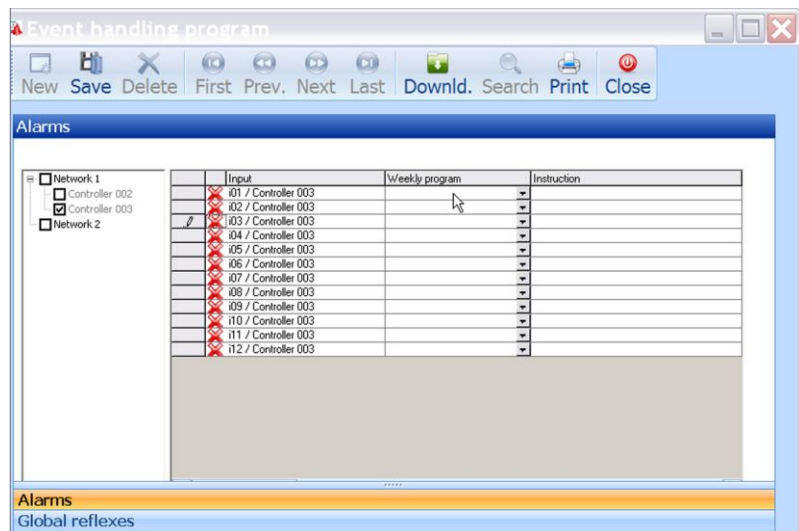 Event handling program
New Save Delete First Prev. Next Last Downld. Search Print Close
Alarms
Network 1
Controller 002
Controller 003
Network 2
Input Weekly program Instruction
i01 / Controller 003
i02 / Controller 003
i03 / Controller 003
i04 / Controller 003
i05 / Controller 003
i06 / Controller 003
i07 / Controller 003
i08 / Controller 003
i09 / Controller 003
i10 / Controller 003
i11 / Controller 003
i12 / Controller 003
Alarms
Global reflexes